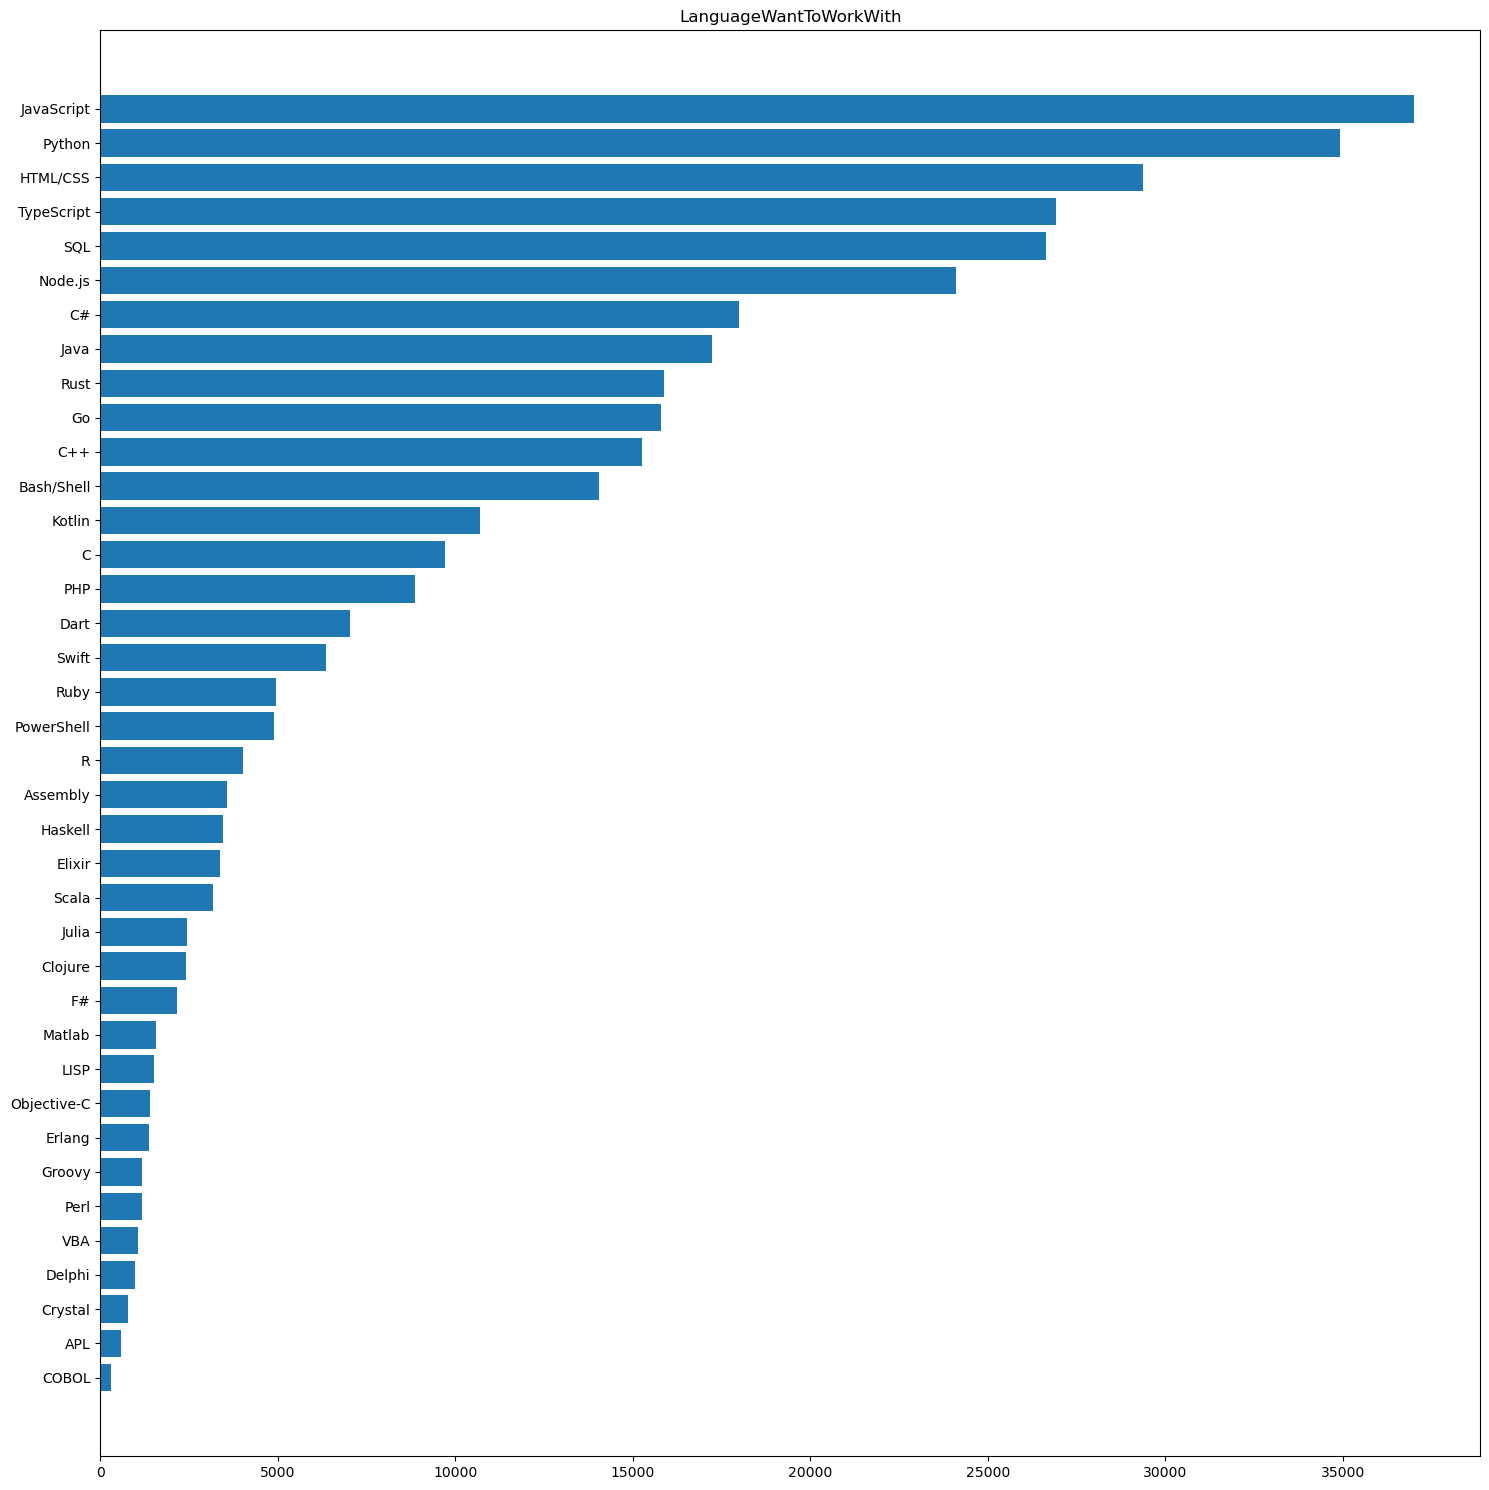 LanguageWantToWorkWith
JavaScript
Python
HTML/CSS
TypeScript
SQL
Node.js
C#
Java
Rust
Go
C++
Bash/Shell
Kotlin
C
PHP
Dart
Swift
Ruby
PowerShell
R
Assembly
Haskell
Elixir
Scala
Julia
Clojure
F#
Matlab
LISP
Objective-C
Erlang
Groovy
Perl
VBA
Delphi
Crystal
APL
COBOL
0 5000 10000 15000 20000 25000 30000 35000